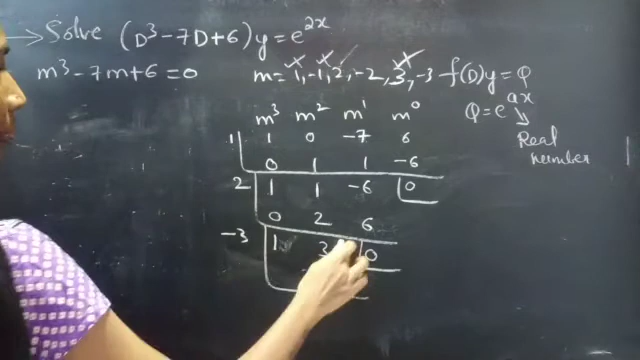 → Solve (D³-7D+6)y = e²ˣ
m³-7m+6=0 m=1,-1,2,-2,3,-3 f(D)y=Q
Q=eᵃˣ
Real
number
m³ m² m¹ m⁰
1 1 0 -7 6
0 1 1 -6
2 1 1 -6 0
0 2 6
-3 1 3 0